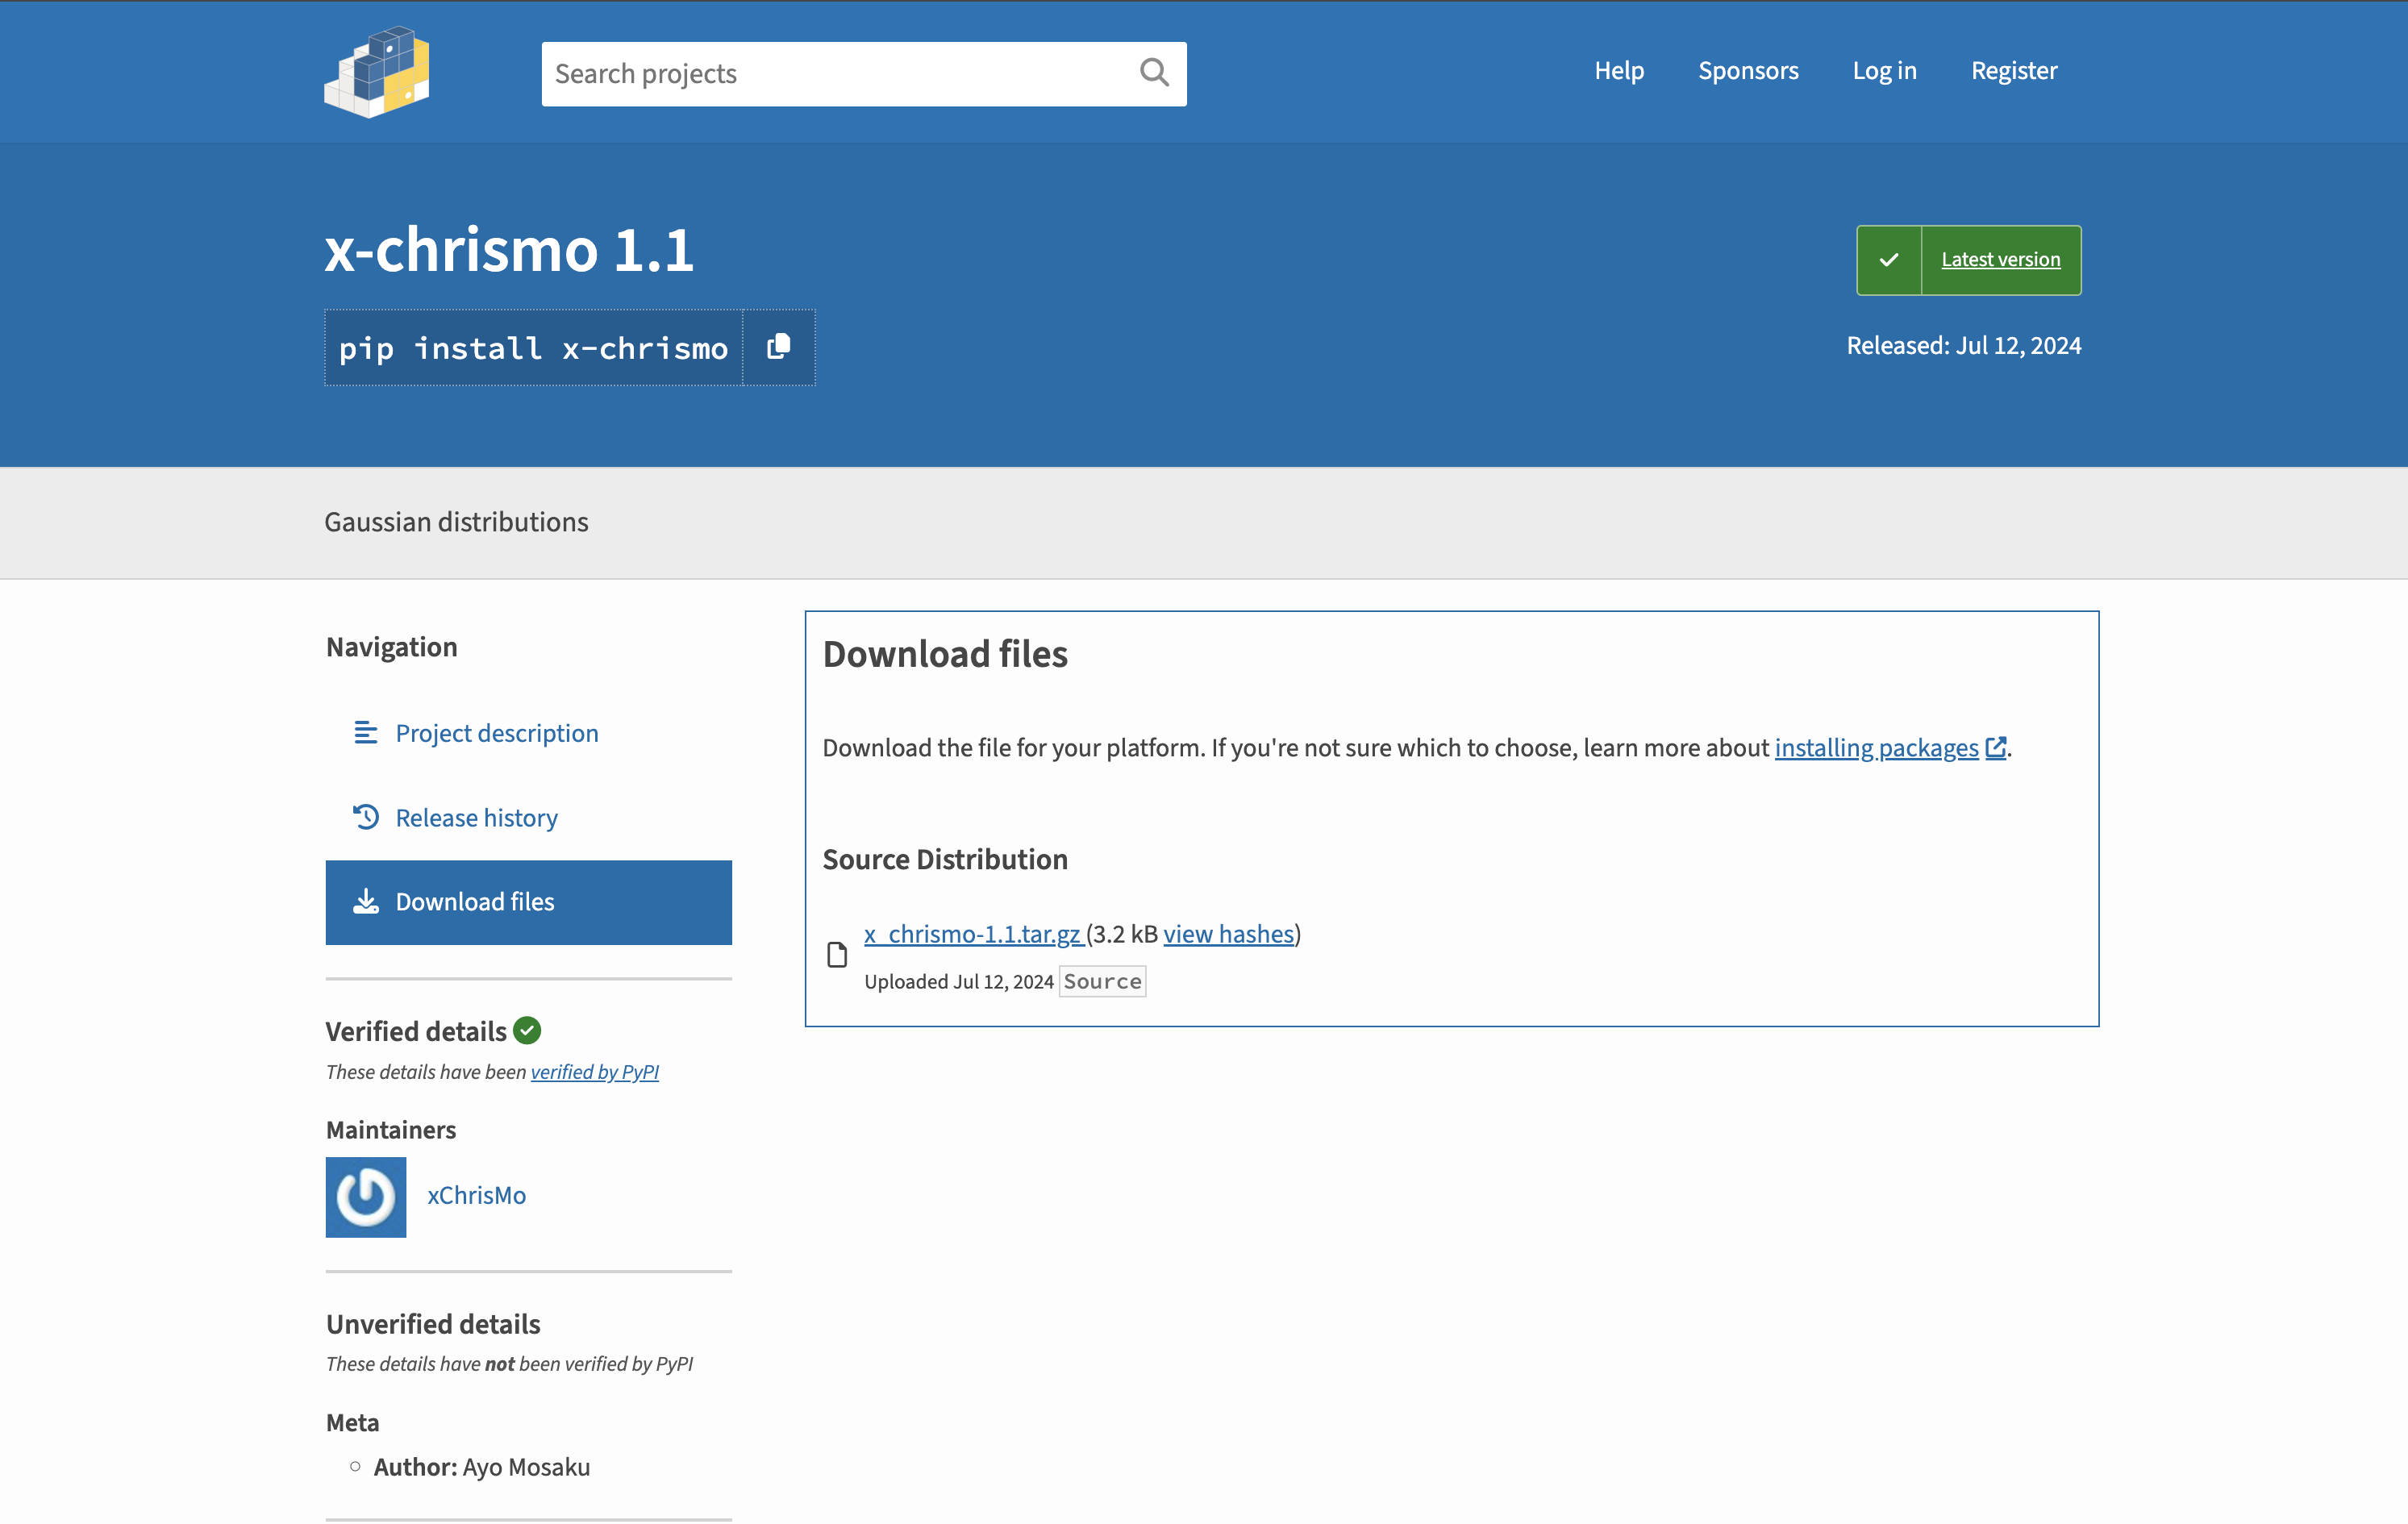 Search projects
Help
Sponsors
Log in
Register
x-chrismo 1.1
pip install x-chrismo
Latest version
Released: Jul 12, 2024
Gaussian distributions
Navigation
Project description
Release history
Download files
Verified details
These details have been verified by PyPI
Maintainers
xChrisMo
Unverified details
These details have not been verified by PyPI
Meta
Author: Ayo Mosaku
Download files
Download the file for your platform. If you're not sure which to choose, learn more about installing packages.
Source Distribution
x_chrismo-1.1.tar.gz (3.2 kB view hashes)
Uploaded Jul 12, 2024 Source